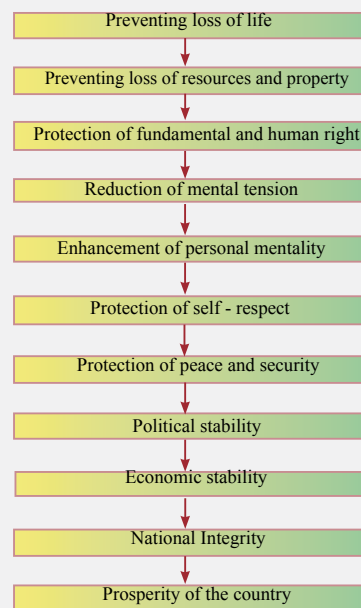 Preventing loss of life
Preventing loss of resources and property
Protection of fundamental and human right
Reduction of mental tension
Enhancement of personal mentality
Protection of self - respect
Protection of peace and security
Political stability
Economic stability
National Integrity
Prosperity of the country